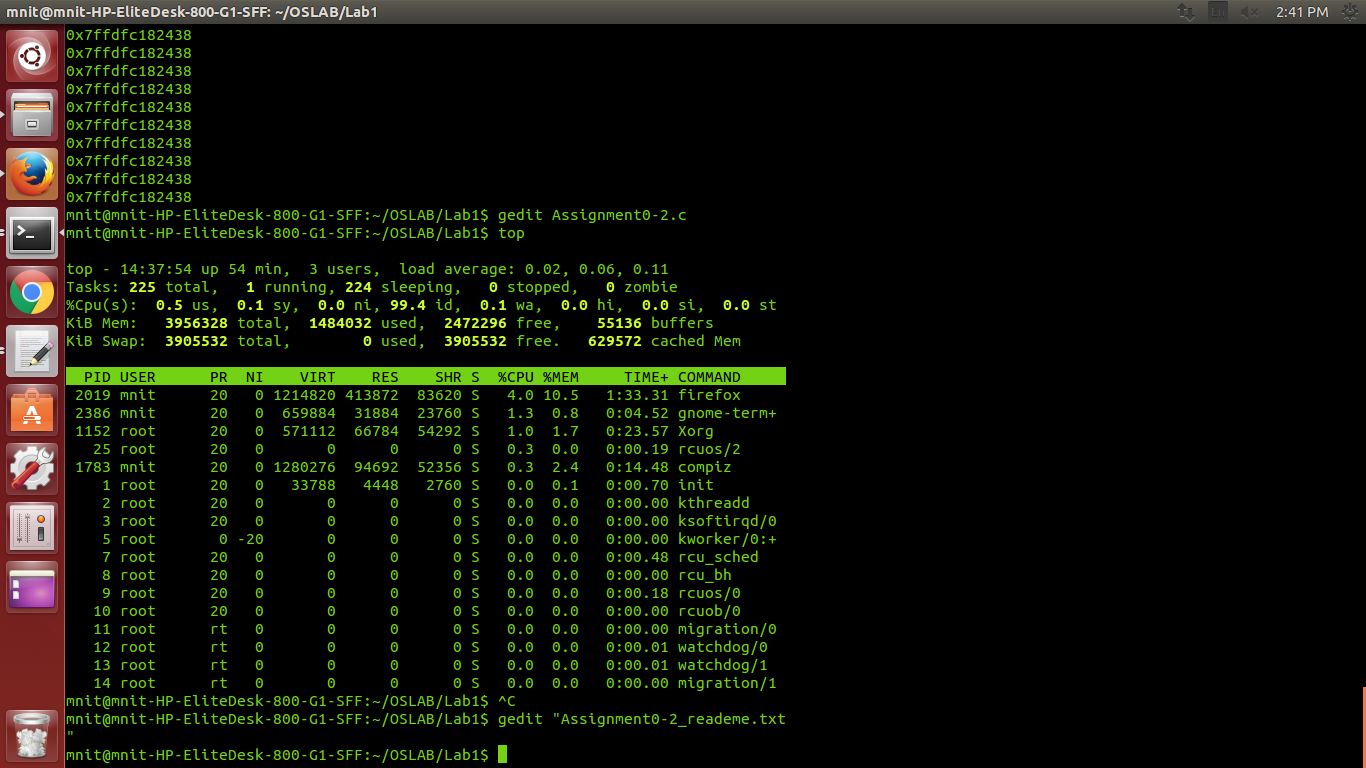 mnit@mnit-HP-EliteDesk-800-G1-SFF: ~/OSLAB/Lab1
En
2:41 PM
0x7ffdfc182438
0x7ffdfc182438
0x7ffdfc182438
0x7ffdfc182438
0x7ffdfc182438
0x7ffdfc182438
0x7ffdfc182438
0x7ffdfc182438
0x7ffdfc182438
0x7ffdfc182438
mnit@mnit-HP-EliteDesk-800-G1-SFF:~/OSLAB/Lab1$ gedit Assignment0-2.c
mnit@mnit-HP-EliteDesk-800-G1-SFF:~/OSLAB/Lab1$ top
top - 14:37:54 up 54 min,  3 users,  load average: 0.02, 0.06, 0.11
Tasks: 225 total,   1 running, 224 sleeping,   0 stopped,   0 zombie
%Cpu(s):  0.5 us,  0.1 sy,  0.0 ni, 99.4 id,  0.1 wa,  0.0 hi,  0.0 si,  0.0 st
KiB Mem:   3956328 total,  1484032 used,  2472296 free,    55136 buffers
KiB Swap:  3905532 total,        0 used,  3905532 free.   629572 cached Mem
  PID USER      PR  NI    VIRT    RES    SHR S  %CPU %MEM     TIME+ COMMAND
 2019 mnit      20   0 1214820 413872  83620 S   4.0 10.5   1:33.31 firefox
 2386 mnit      20   0  659884  31884  23760 S   1.3  0.8   0:04.52 gnome-term+
 1152 root      20   0  571112  66784  54292 S   1.0  1.7   0:23.57 Xorg
   25 root      20   0       0      0      0 S   0.3  0.0   0:00.19 rcuos/2
 1783 mnit      20   0 1280276  94692  52356 S   0.3  2.4   0:14.48 compiz
    1 root      20   0   33788   4448   2760 S   0.0  0.1   0:00.70 init
    2 root      20   0       0      0      0 S   0.0  0.0   0:00.00 kthreadd
    3 root      20   0       0      0      0 S   0.0  0.0   0:00.00 ksoftirqd/0
    5 root       0 -20       0      0      0 S   0.0  0.0   0:00.00 kworker/0:+
    7 root      20   0       0      0      0 S   0.0  0.0   0:00.48 rcu_sched
    8 root      20   0       0      0      0 S   0.0  0.0   0:00.00 rcu_bh
    9 root      20   0       0      0      0 S   0.0  0.0   0:00.18 rcuos/0
   10 root      20   0       0      0      0 S   0.0  0.0   0:00.00 rcuob/0
   11 root      rt   0       0      0      0 S   0.0  0.0   0:00.00 migration/0
   12 root      rt   0       0      0      0 S   0.0  0.0   0:00.01 watchdog/0
   13 root      rt   0       0      0      0 S   0.0  0.0   0:00.01 watchdog/1
   14 root      rt   0       0      0      0 S   0.0  0.0   0:00.00 migration/1
mnit@mnit-HP-EliteDesk-800-G1-SFF:~/OSLAB/Lab1$ ^C
mnit@mnit-HP-EliteDesk-800-G1-SFF:~/OSLAB/Lab1$ gedit "Assignment0-2_reademe.txt
"
mnit@mnit-HP-EliteDesk-800-G1-SFF:~/OSLAB/Lab1$